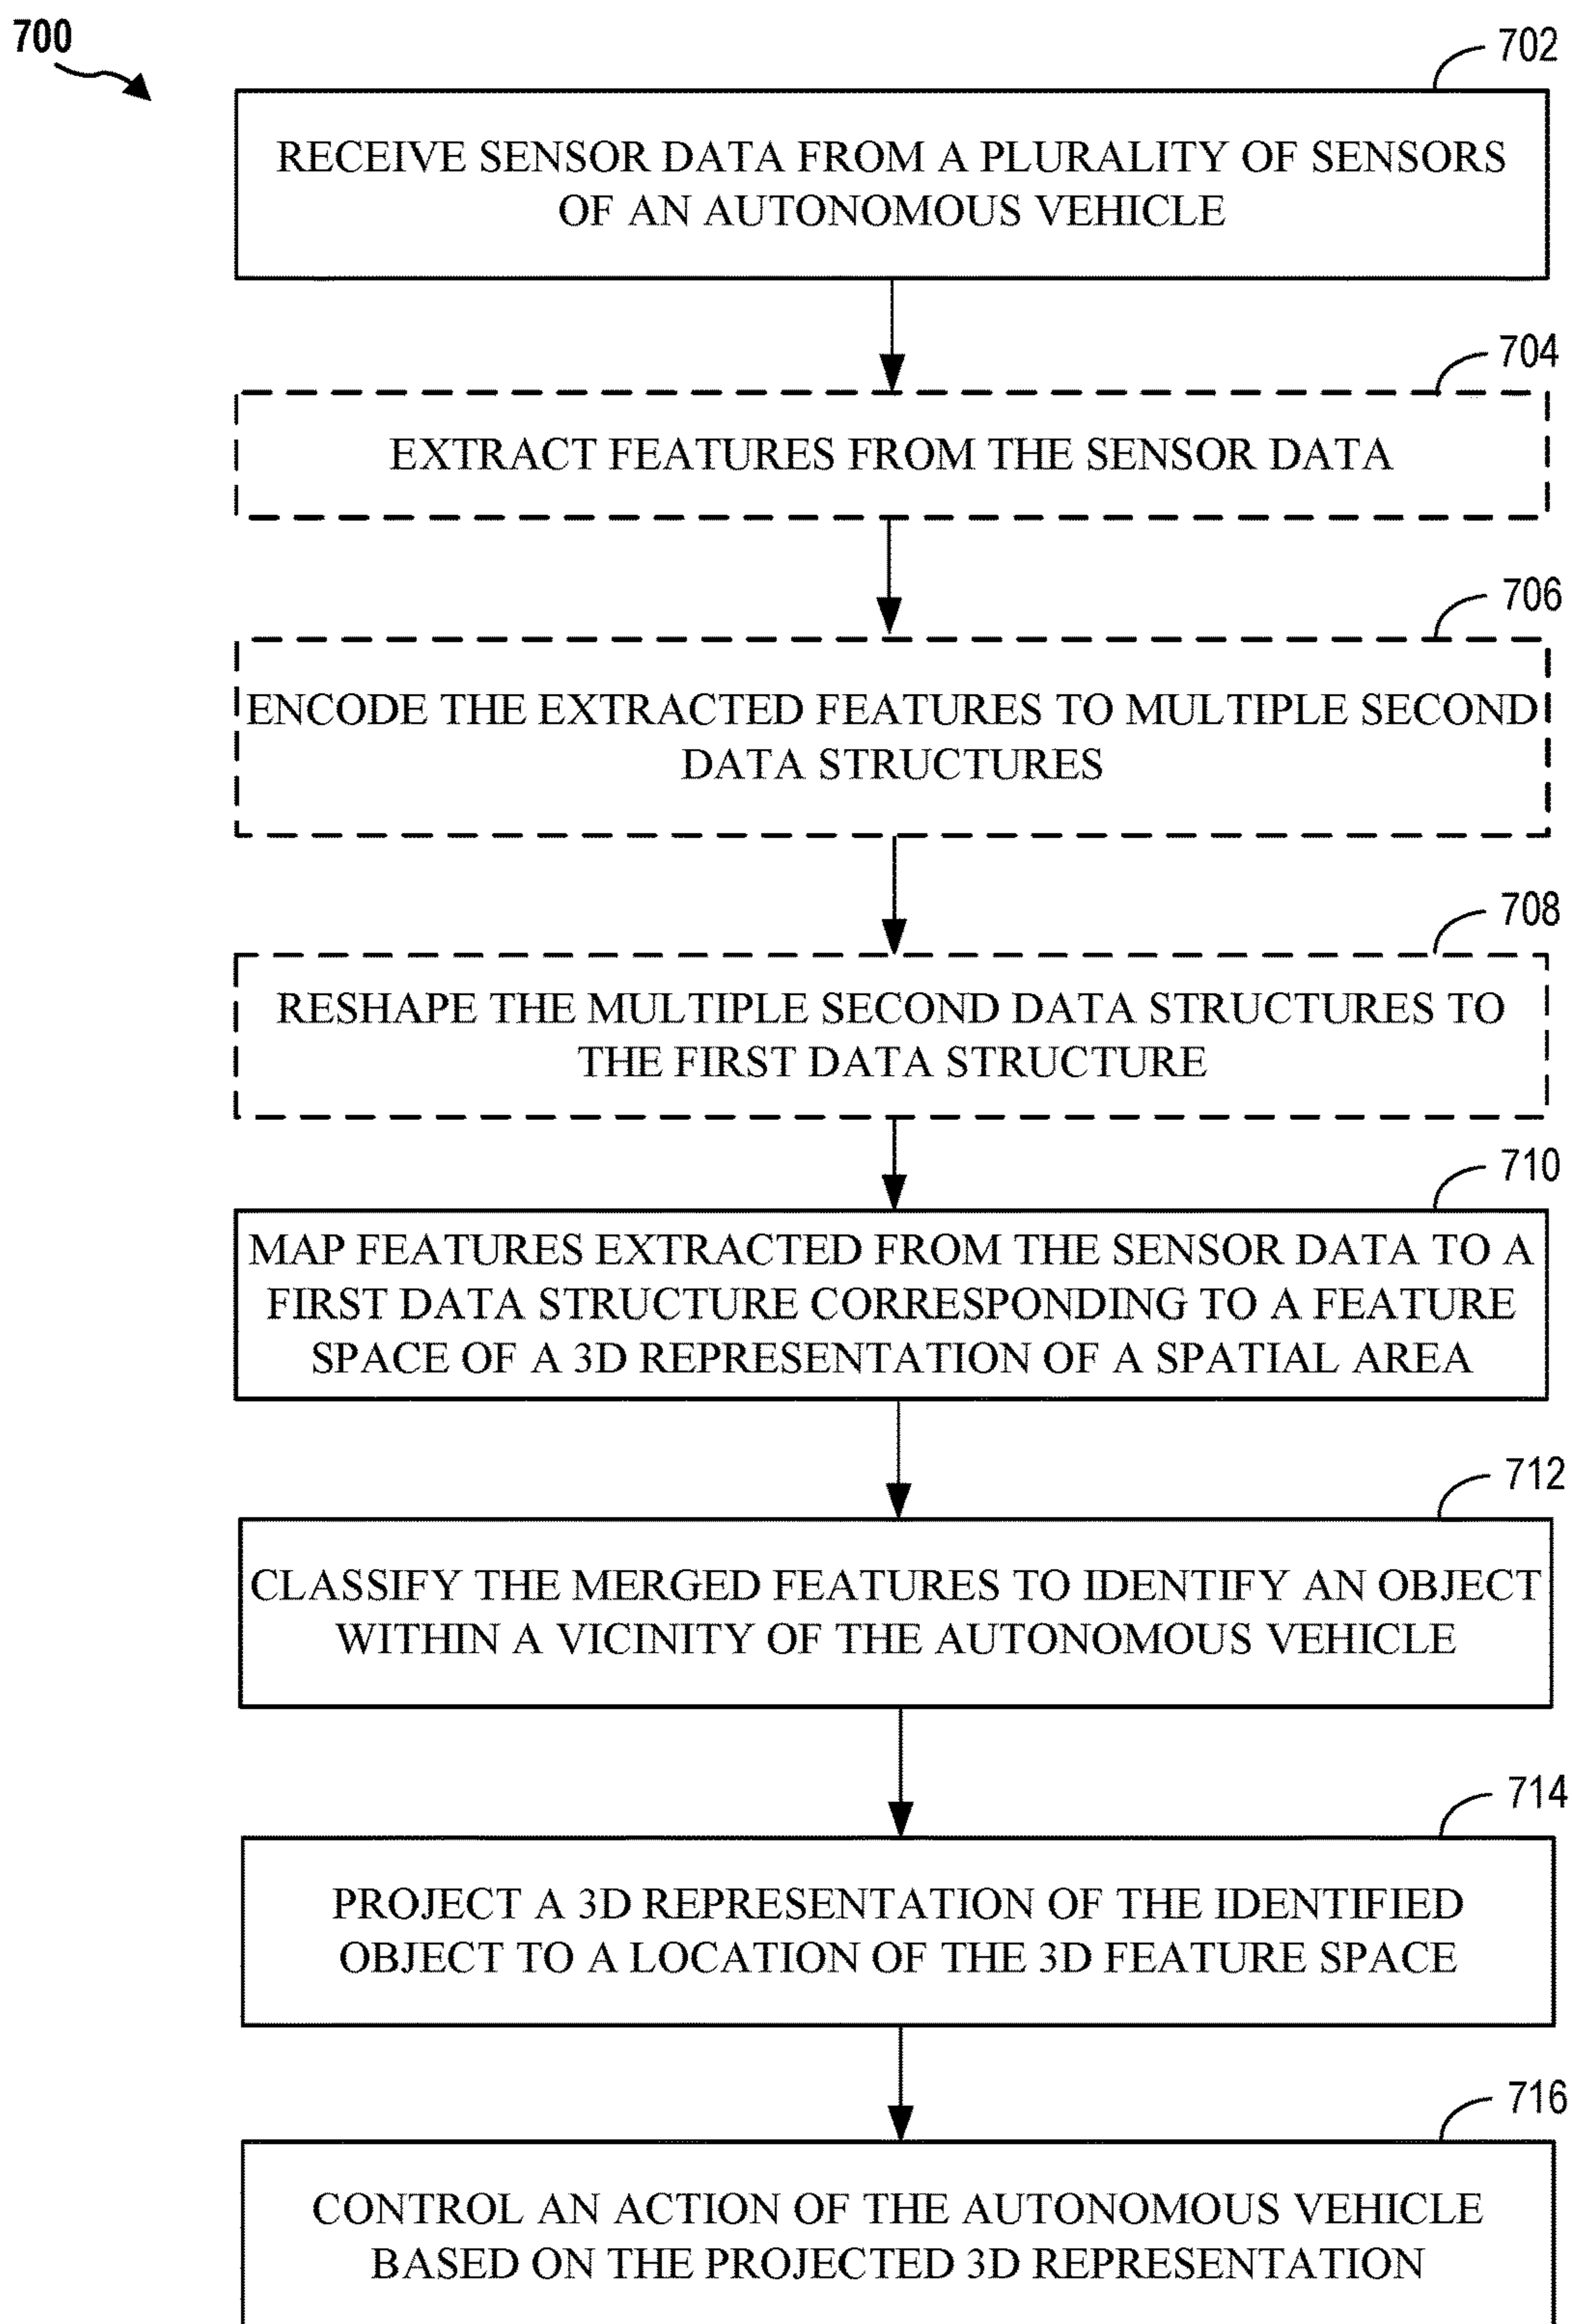 700
702
RECEIVE SENSOR DATA FROM A PLURALITY OF SENSORS
OF AN AUTONOMOUS VEHICLE
704
EXTRACT FEATURES FROM THE SENSOR DATA
706
ENCODE THE EXTRACTED FEATURES TO MULTIPLE SECOND
DATA STRUCTURES
708
RESHAPE THE MULTIPLE SECOND DATA STRUCTURES TO
THE FIRST DATA STRUCTURE
710
MAP FEATURES EXTRACTED FROM THE SENSOR DATA TO A
FIRST DATA STRUCTURE CORRESPONDING TO A FEATURE
SPACE OF A 3D REPRESENTATION OF A SPATIAL AREA
712
CLASSIFY THE MERGED FEATURES TO IDENTIFY AN OBJECT
WITHIN A VICINITY OF THE AUTONOMOUS VEHICLE
714
PROJECT A 3D REPRESENTATION OF THE IDENTIFIED
OBJECT TO A LOCATION OF THE 3D FEATURE SPACE
716
CONTROL AN ACTION OF THE AUTONOMOUS VEHICLE
BASED ON THE PROJECTED 3D REPRESENTATION